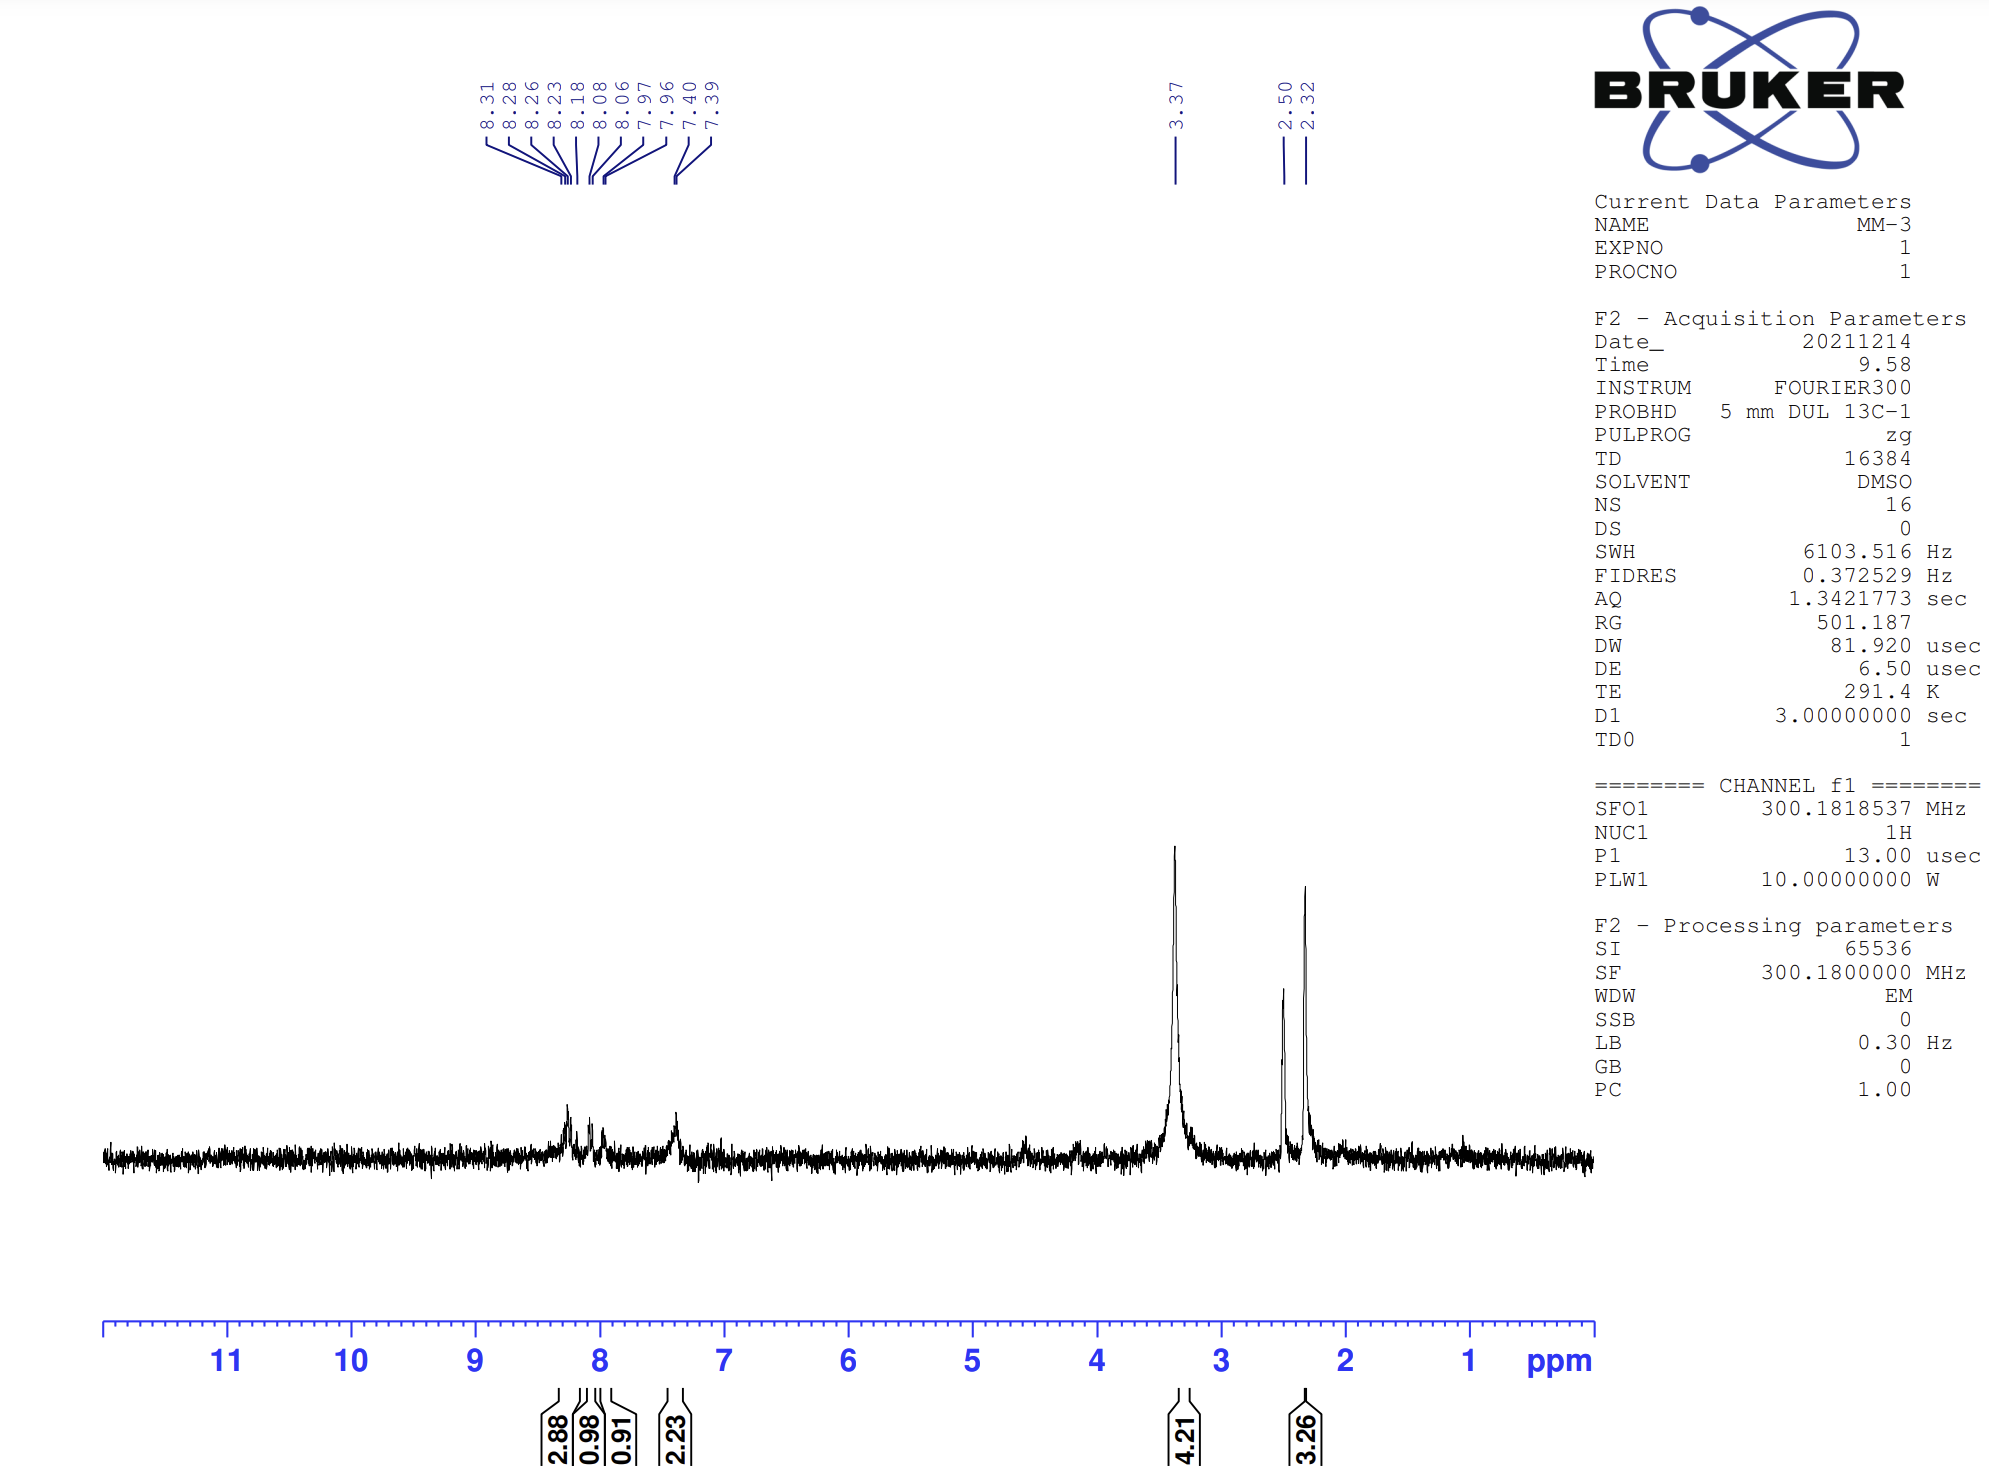 8.31
8.28
8.26
8.23
8.18
8.08
8.06
7.97
7.96
7.40
7.39
3.37
2.50
2.32
BRUKER
Current Data Parameters
NAME MM-3
EXPNO 1
PROCNO 1
F2 - Acquisition Parameters
Date_ 20211214
Time 9.58
INSTRUM FOURIER300
PROBHD 5 mm DUL 13C-1
PULPROG zg
TD 16384
SOLVENT DMSO
NS 16
DS 0
SWH 6103.516 Hz
FIDRES 0.372529 Hz
AQ 1.3421773 sec
RG 501.187
DW 81.920 usec
DE 6.50 usec
TE 291.4 K
D1 3.00000000 sec
TD0 1
======== CHANNEL f1 ========
SFO1 300.1818537 MHz
NUC1 1H
P1 13.00 usec
PLW1 10.00000000 W
F2 - Processing parameters
SI 65536
SF 300.1800000 MHz
WDW EM
SSB 0
LB 0.30 Hz
GB 0
PC 1.00
11 10 9 8 7 6 5 4 3 2 1 ppm
2.88
0.98
0.91
2.23
4.21
3.26